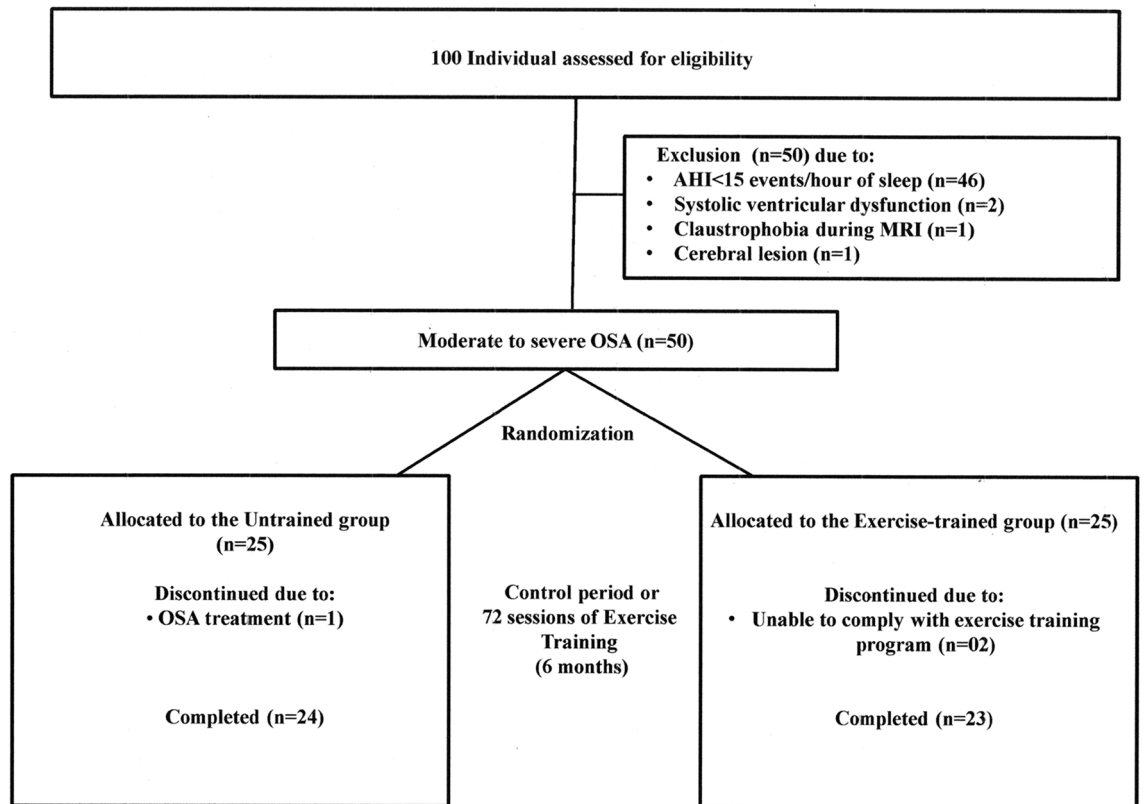 100 Individual assessed for eligibility
Exclusion (n=50) due to:
• AHI<15 events/hour of sleep (n=46)
• Systolic ventricular dysfunction (n=2)
• Claustrophobia during MRI (n=1)
• Cerebral lesion (n=1)
Moderate to severe OSA (n=50)
Randomization
Allocated to the Untrained group
(n=25)
Discontinued due to:
• OSA treatment (n=1)
Completed (n=24)
Control period or
72 sessions of Exercise
Training
(6 months)
Allocated to the Exercise-trained group (n=25)
Discontinued due to:
• Unable to comply with exercise training
program (n=02)
Completed (n=23)